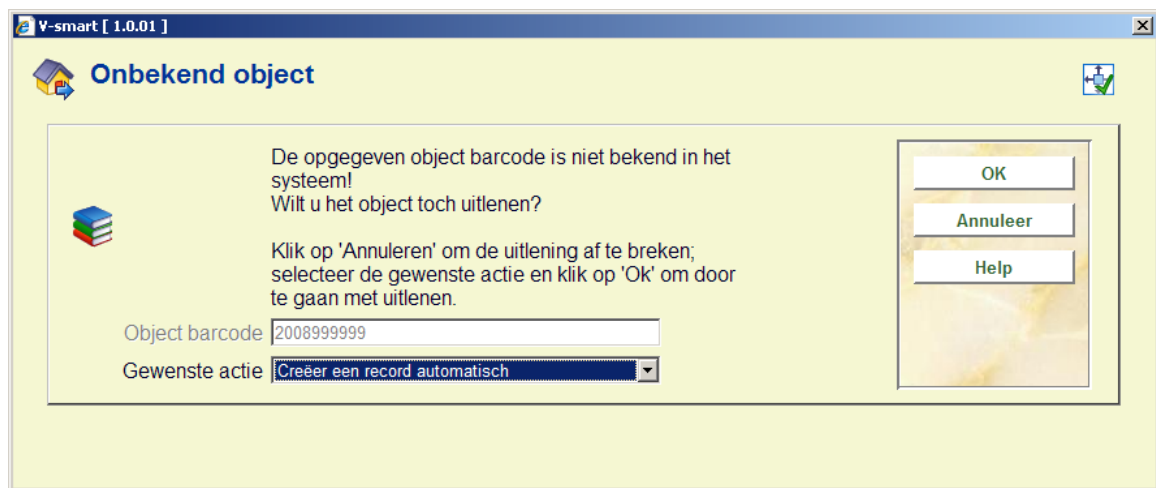 V-smart [ 1.0.01 ]
Onbekend object
De opgegeven object barcode is niet bekend in het
systeem!
Wilt u het object toch uitlenen?
Klik op 'Annuleren' om de uitlening af te breken;
selecteer de gewenste actie en klik op 'Ok' om door
te gaan met uitlenen.
Object barcode 2008999999
Gewenste actie Creëer een record automatisch
OK
Annuleer
Help